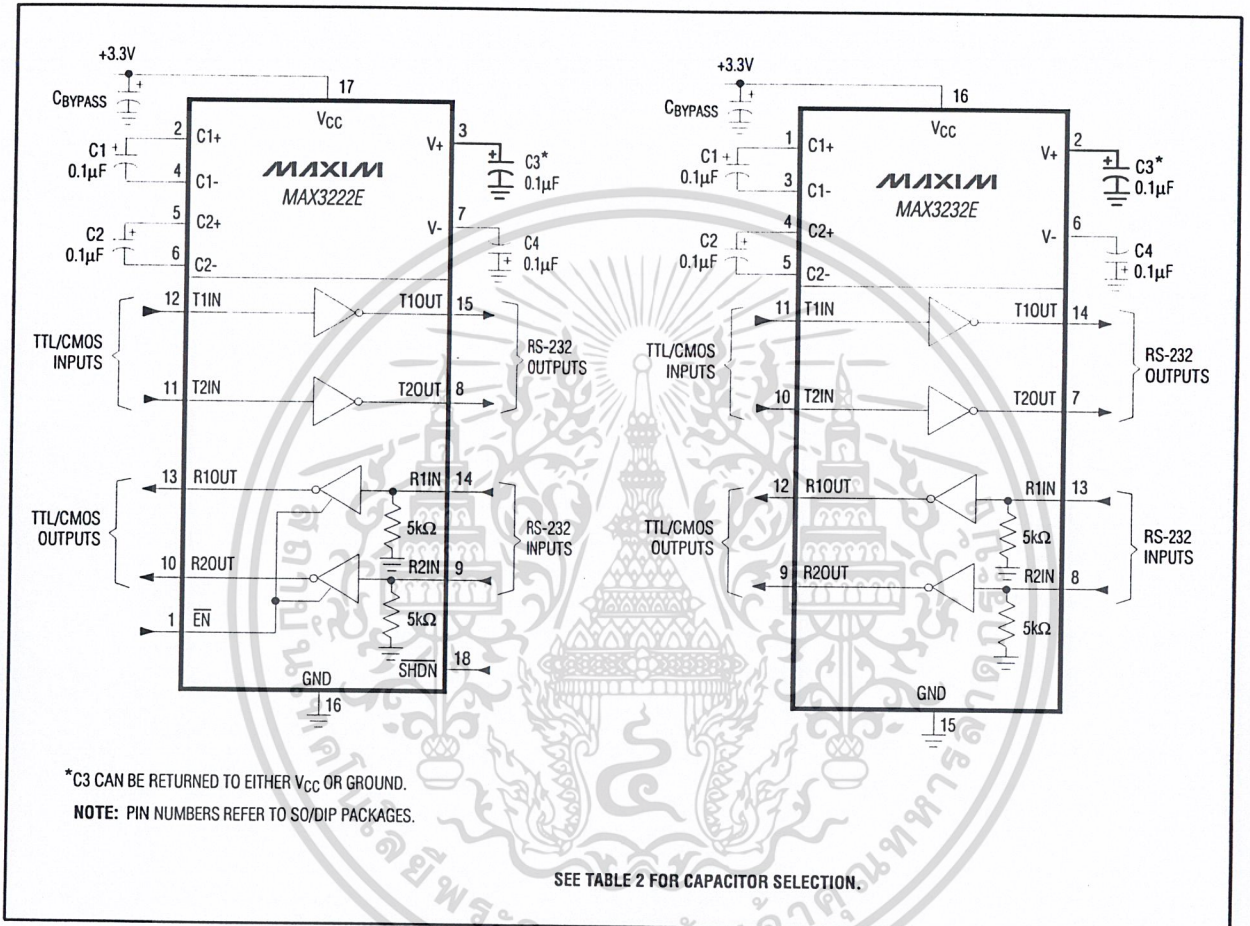 +3.3V
CBYPASS
17
VCC
2 C1+
C1
0.1µF
4 C1-
5 C2+
C2
0.1µF
6 C2-
MAXIM
MAX3222E
3
V+
C3*
0.1µF
7
V-
C4
0.1µF
12 T1IN
T1OUT 15
TTL/CMOS
INPUTS
RS-232
OUTPUTS
11 T2IN
T2OUT 8
13 R1OUT
R1IN 14
5kΩ
TTL/CMOS
OUTPUTS
RS-232
INPUTS
10 R2OUT
R2IN 9
5kΩ
1 EN
SHDN 18
GND
16
+3.3V
CBYPASS
16
VCC
1 C1+
C1
0.1µF
3 C1-
4 C2+
C2
0.1µF
5 C2-
MAXIM
MAX3232E
2
V+
C3*
0.1µF
6
V-
C4
0.1µF
11 T1IN
T1OUT 14
TTL/CMOS
INPUTS
RS-232
OUTPUTS
10 T2IN
T2OUT 7
12 R1OUT
R1IN 13
5kΩ
TTL/CMOS
OUTPUTS
RS-232
INPUTS
9 R2OUT
R2IN 8
5kΩ
GND
15
*C3 CAN BE RETURNED TO EITHER VCC OR GROUND.
NOTE: PIN NUMBERS REFER TO SO/DIP PACKAGES.
SEE TABLE 2 FOR CAPACITOR SELECTION.